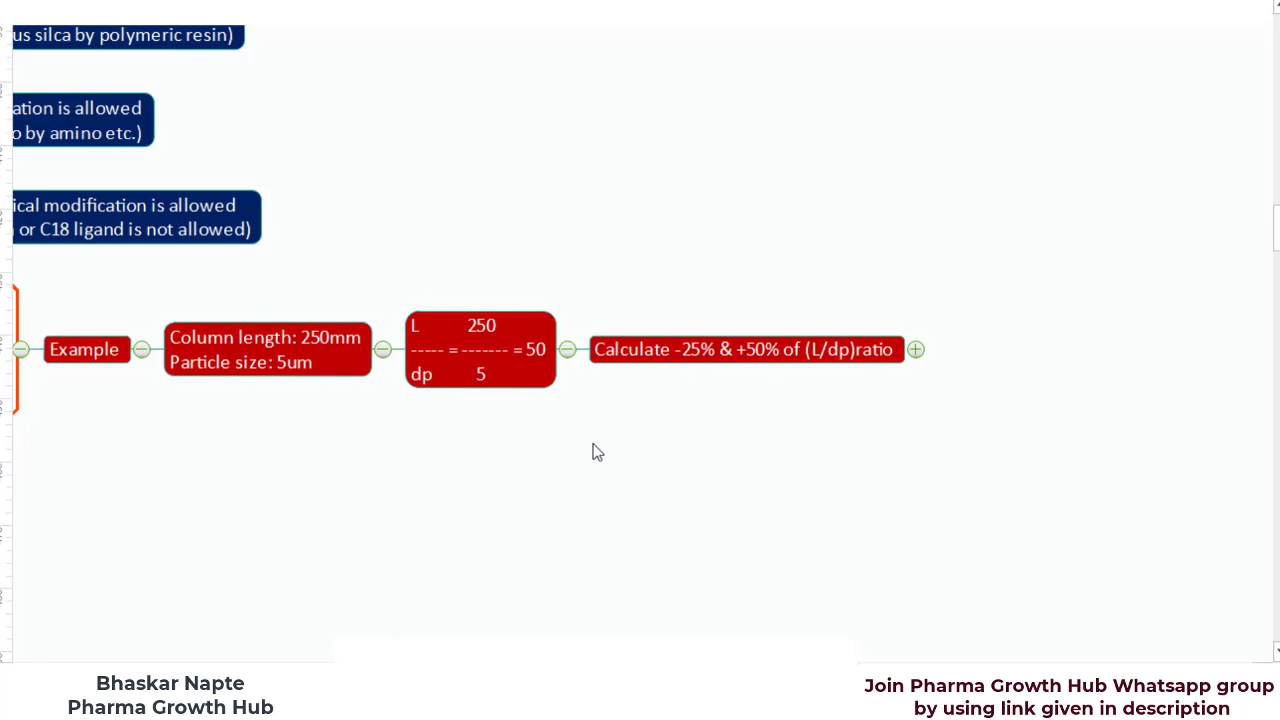 us silca by polymeric resin)
ation is allowed
o by amino etc.)
ical modification is allowed
or C18 ligand is not allowed)
Example
Column length: 250mm
Particle size: 5um
L 250
----- = ------- = 50
dp 5
Calculate -25% & +50% of (L/dp)ratio
Bhaskar Napte
Pharma Growth Hub
Join Pharma Growth Hub Whatsapp group
by using link given in description